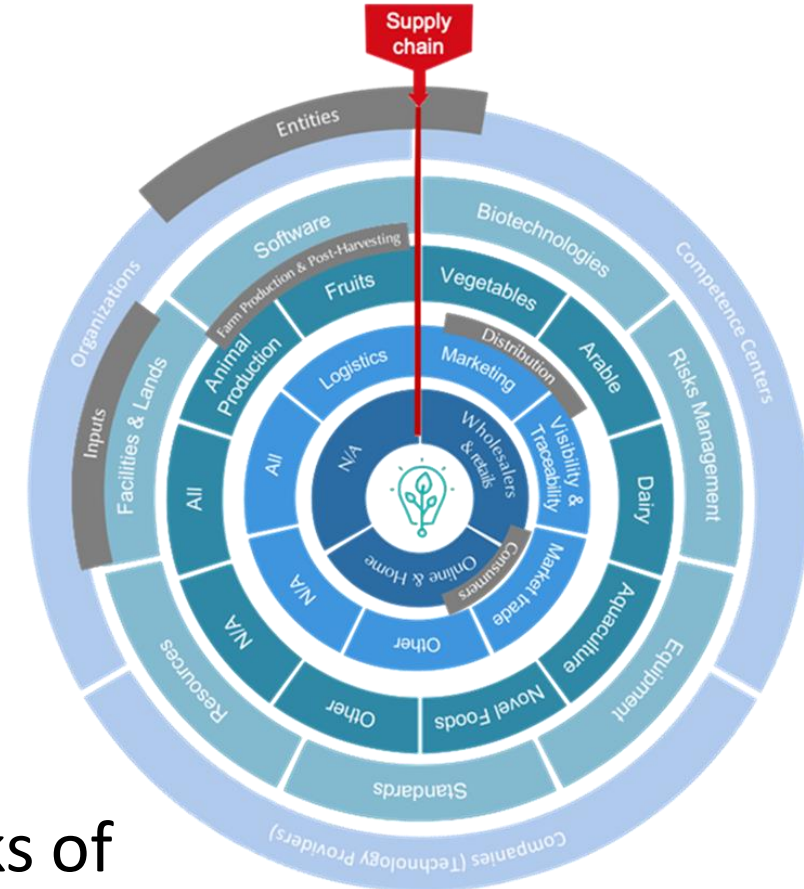 Supply
chain
Entities
Organizations
Competence Centers
Companies (Technology Providers)
Inputs
Software
Biotechnologies
Risks Management
Equipment
Standards
Resources
Facilities & Lands
Farm Production & Post-Harvesting
Fruits
Vegetables
Arable
Dairy
Aquaculture
Novel Foods
Other
N/A
All
Animal
Production
Distribution
Logistics
Marketing
Visibility &
Traceability
Market trade
Other
N/A
All
Consumers
Wholesalers
& retails
Online & Home
N/A
ks of